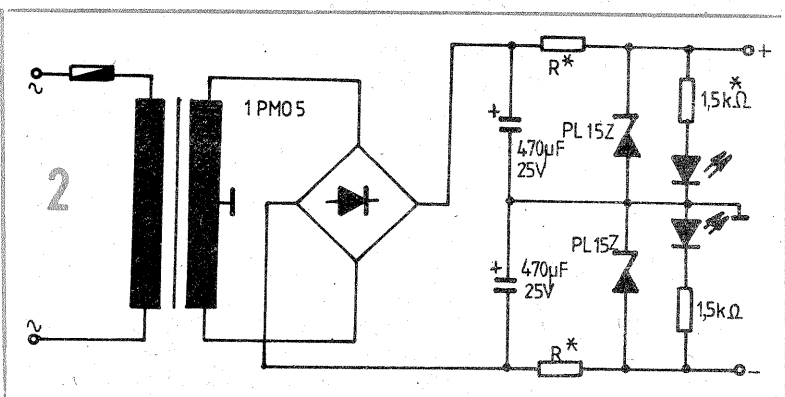 2
~
~
1PM05
+
470µF
25V
R*
PL15Z
+
1,5kΩ*
+
470µF
25V
R*
PL15Z
1,5kΩ
-